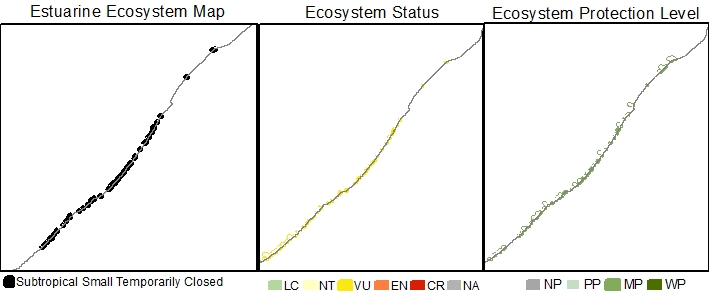 Estuarine Ecosystem Map
Ecosystem Status
Ecosystem Protection Level
Subtropical Small Temporarily Closed
LC NT VU EN CR NA
NP PP MP WP